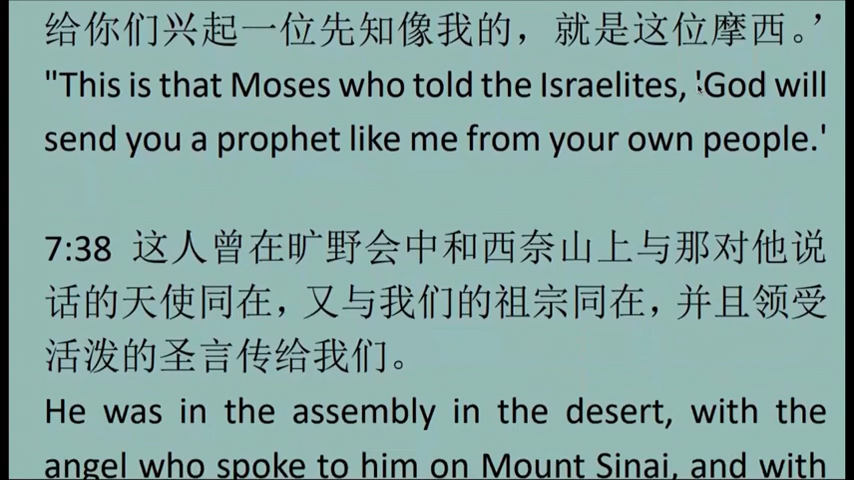 给你们兴起一位先知像我的，就是这位摩西。’
"This is that Moses who told the Israelites, 'God will
send you a prophet like me from your own people.'
7:38 这人曾在旷野会中和西奈山上与那对他说
话的天使同在，又与我们的祖宗同在，并且领受
活泼的圣言传给我们。
He was in the assembly in the desert, with the
angel who spoke to him on Mount Sinai, and with